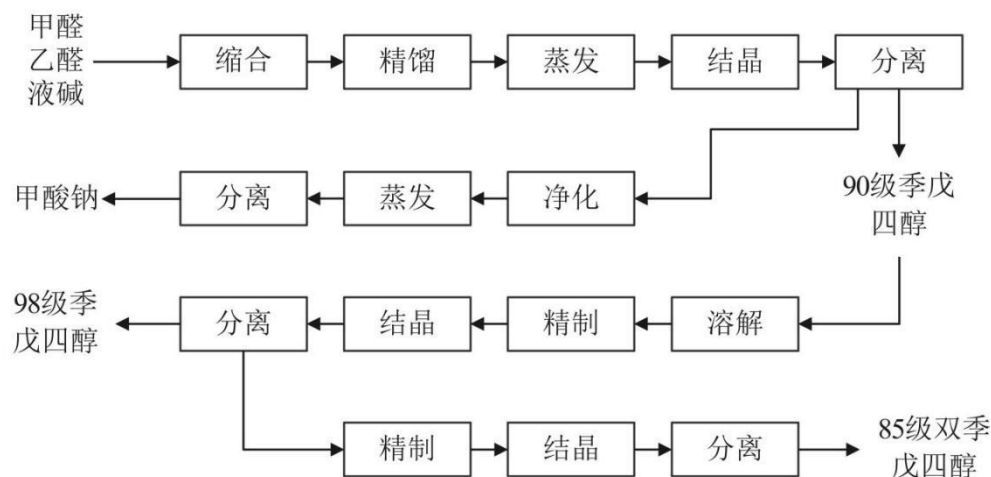 甲醛
乙醛
液碱
缩合
精馏
蒸发
结晶
分离
90级季戊
四醇
甲酸钠
分离
蒸发
净化
98级季
戊四醇
分离
结晶
精制
溶解
精制
结晶
分离
85级双季
戊四醇